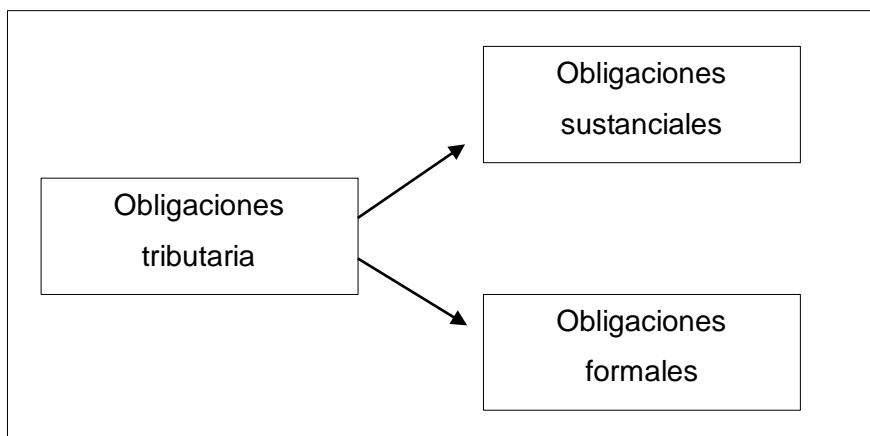 Obligaciones
tributaria
Obligaciones
sustanciales
Obligaciones
formales